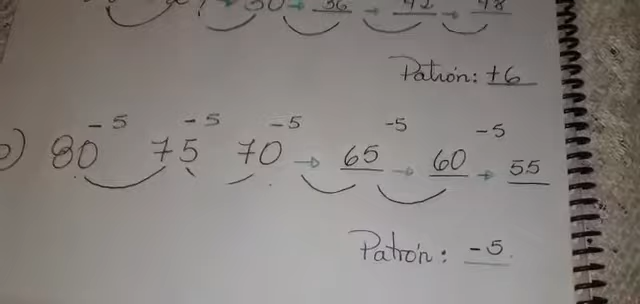 30 → 36 → 42 → 48
Patrón: +6
-5 -5 -5 -5 -5
80 75 70 → 65 → 60 → 55
Patrón: -5